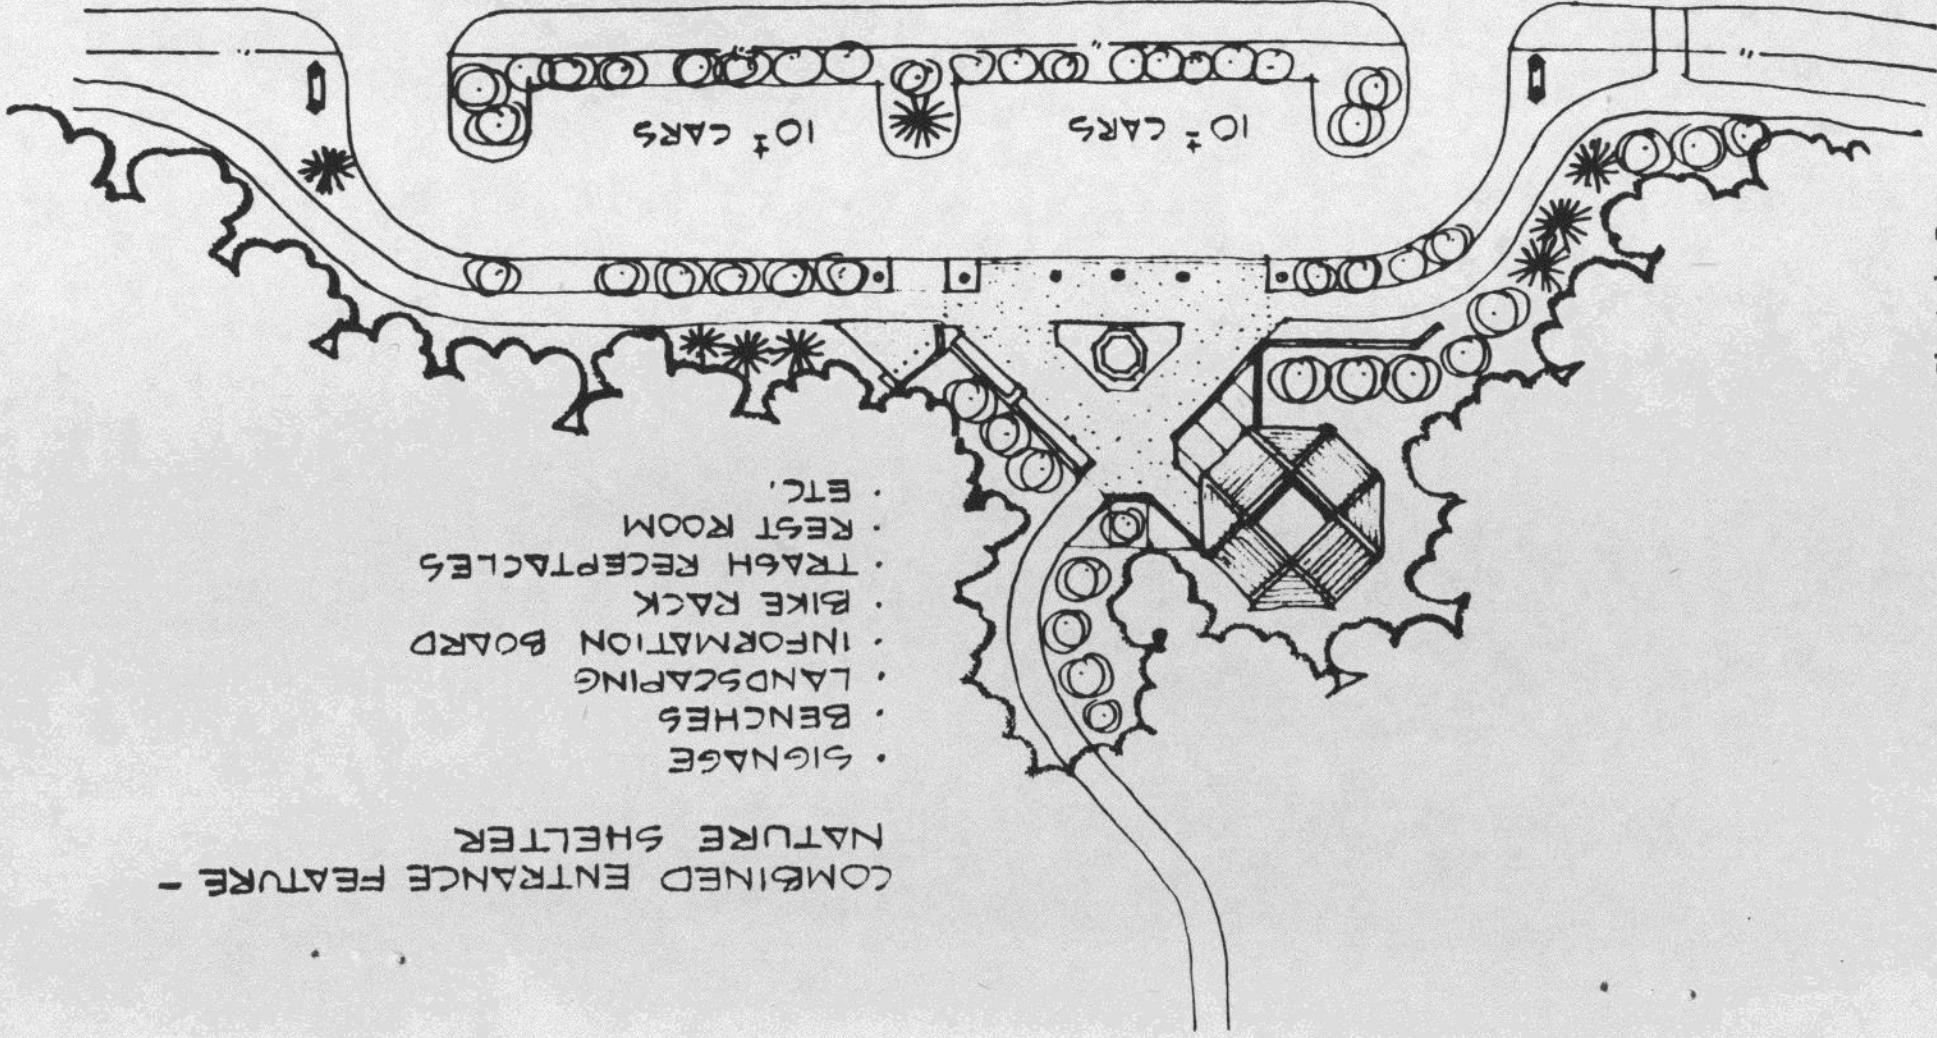 COMBINED ENTRANCE FEATURE –
NATURE SHELTER
· SIGNAGE
· BENCHES
· LANDSCAPING
· INFORMATION BOARD
· BIKE RACK
· TRASH RECEPTACLES
· REST ROOM
· ETC.
10± CARS
10± CARS